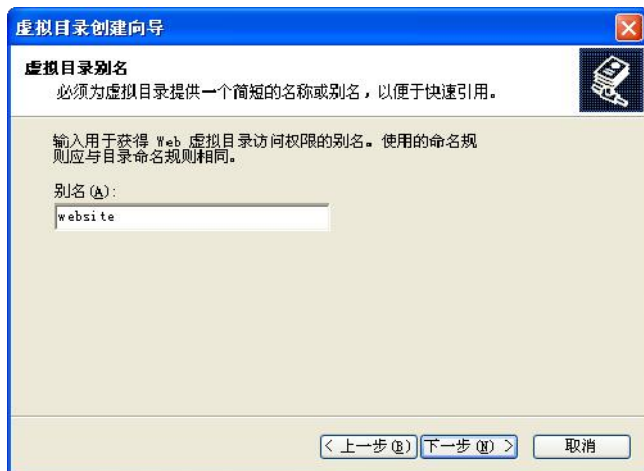 虚拟目录创建向导
虚拟目录别名
必须为虚拟目录提供一个简短的名称或别名，以便于快速引用。
输入用于获得 Web 虚拟目录访问权限的别名。使用的命名规
则应与目录命名规则相同。
别名(A):
website
< 上一步(B) 下一步(N) > 取消